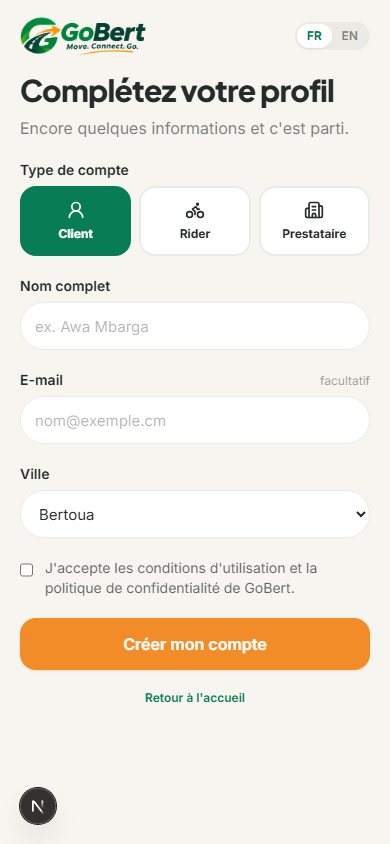 GoBert
Move. Connect. Go.
FR EN
Complétez votre profil
Encore quelques informations et c'est parti.
Type de compte
Client Rider Prestataire
Nom complet
ex. Awa Mbarga
E-mail facultatif
nom@exemple.cm
Ville
Bertoua
J'accepte les conditions d'utilisation et la
politique de confidentialité de GoBert.
Créer mon compte
Retour à l'accueil
N